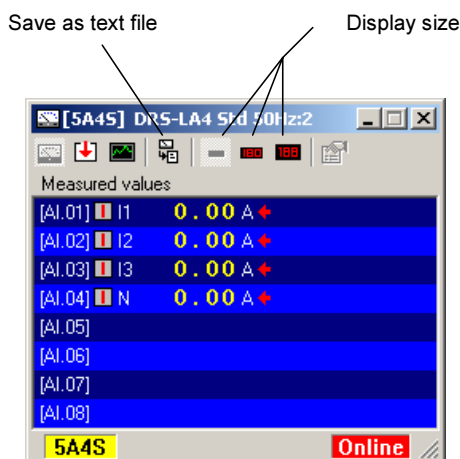 Save as text file Display size
[5A4S] DRS-LA4 Std 50Hz:2
180 188
Measured values
[AI.01] I I1 0.00 A
[AI.02] I I2 0.00 A
[AI.03] I I3 0.00 A
[AI.04] I N 0.00 A
[AI.05]
[AI.06]
[AI.07]
[AI.08]
5A4S Online